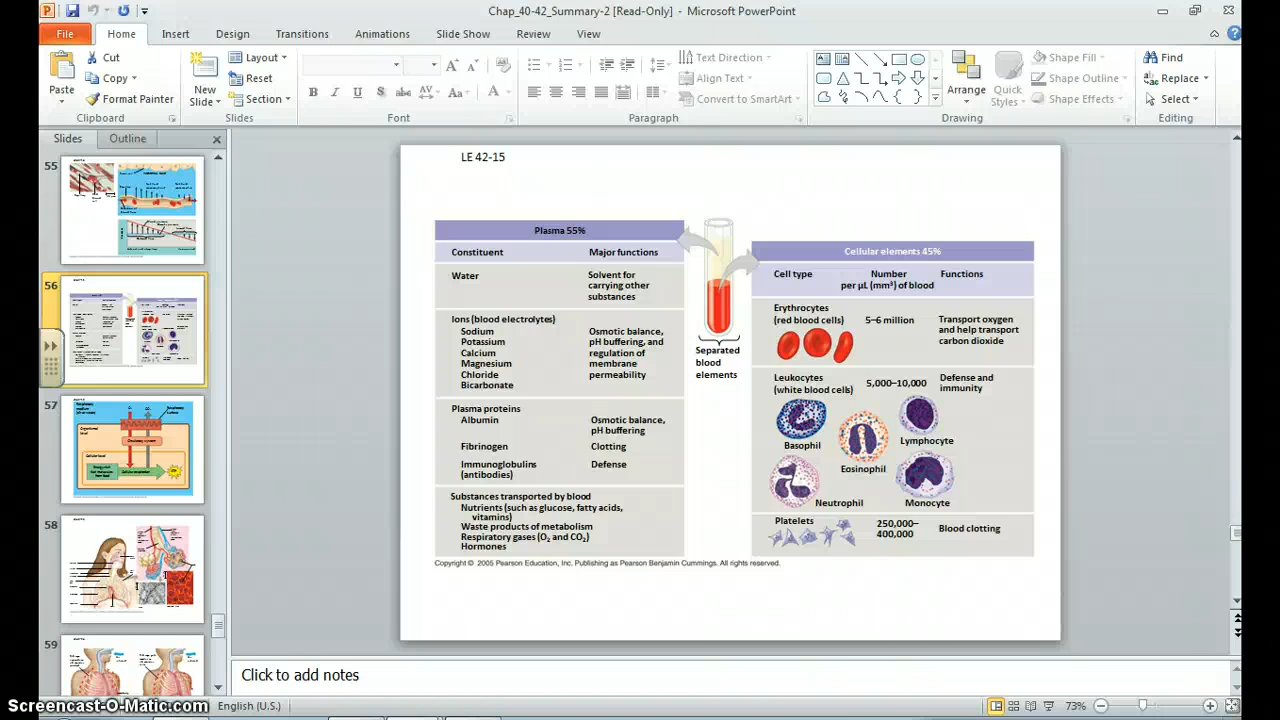 Chap_40-42_Summary-2 [Read-Only] - Microsoft PowerPoint
File Home Insert Design Transitions Animations Slide Show Review View
Paste
Cut
Copy
Format Painter
Clipboard
New Slide
Layout
Reset
Section
Slides
B I U S abc AV Aa A
Font
Text Direction
Align Text
Convert to SmartArt
Paragraph
Arrange
Quick Styles
Shape Fill
Shape Outline
Shape Effects
Drawing
Find
Replace
Select
Editing
Slides Outline
55
56
57
58
59
LE 42-15
Plasma 55%
Constituent Major functions
Water
Solvent for
carrying other
substances
Ions (blood electrolytes)
Sodium
Potassium
Calcium
Magnesium
Chloride
Bicarbonate
Osmotic balance,
pH buffering, and
regulation of
membrane
permeability
Plasma proteins
Albumin
Osmotic balance,
pH buffering
Fibrinogen Clotting
Immunoglobulins
(antibodies)
Defense
Substances transported by blood
Nutrients (such as glucose, fatty acids,
vitamins)
Waste products of metabolism
Respiratory gases (O₂ and CO₂)
Hormones
Separated
blood
elements
Cellular elements 45%
Cell type
Number
per μL (mm³) of blood
Functions
Erythrocytes
(red blood cells)
5–6 million
Transport oxygen
and help transport
carbon dioxide
Leukocytes
(white blood cells)
5,000–10,000
Defense and
immunity
Basophil
Lymphocyte
Eosinophil
Neutrophil
Monocyte
Platelets
250,000–
400,000
Blood clotting
Copyright © 2005 Pearson Education, Inc. Publishing as Pearson Benjamin Cummings. All rights reserved.
Click to add notes
Screencast-O-Matic.com
English (U.S.)
73%